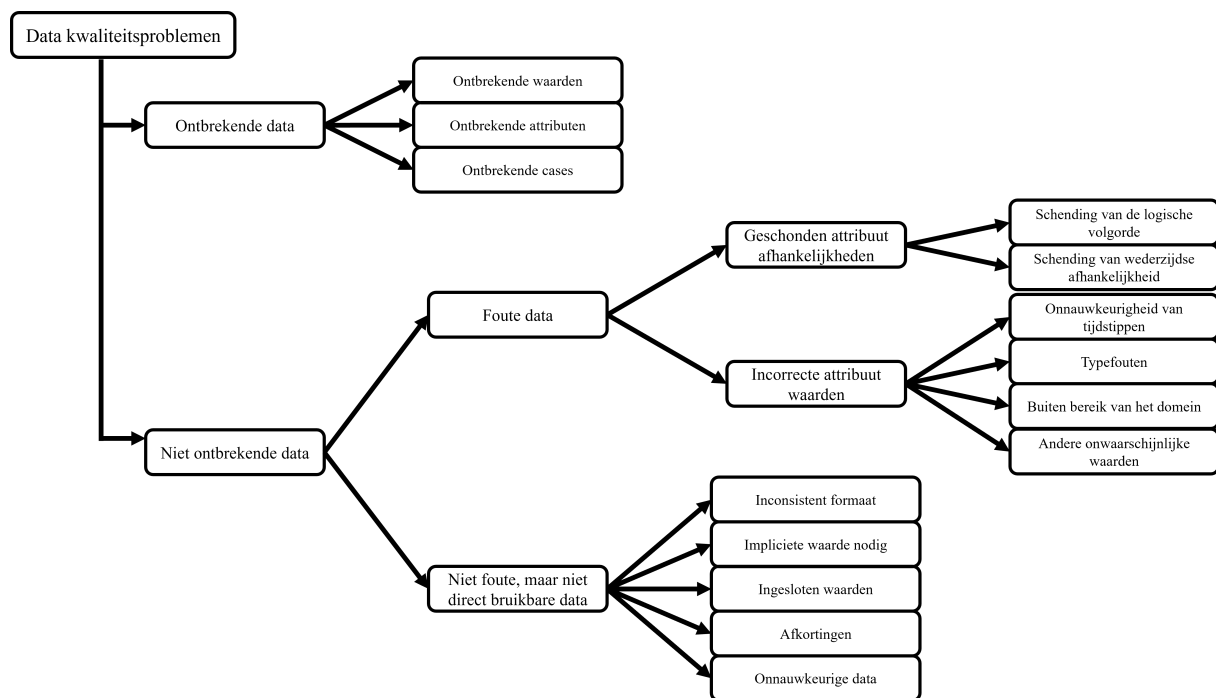 Data kwaliteitsproblemen
Ontbrekende data
Ontbrekende waarden
Ontbrekende attributen
Ontbrekende cases
Niet ontbrekende data
Foute data
Geschonden attribuut
afhankelijkheden
Schending van de logische
volgorde
Schending van wederzijdse
afhankelijkheid
Incorrecte attribuut
waarden
Onnauwkeurigheid van
tijdstippen
Typefouten
Buiten bereik van het domein
Andere onwaarschijnlijke
waarden
Niet foute, maar niet
direct bruikbare data
Inconsistent formaat
Impliciete waarde nodig
Ingesloten waarden
Afkortingen
Onnauwkeurige data